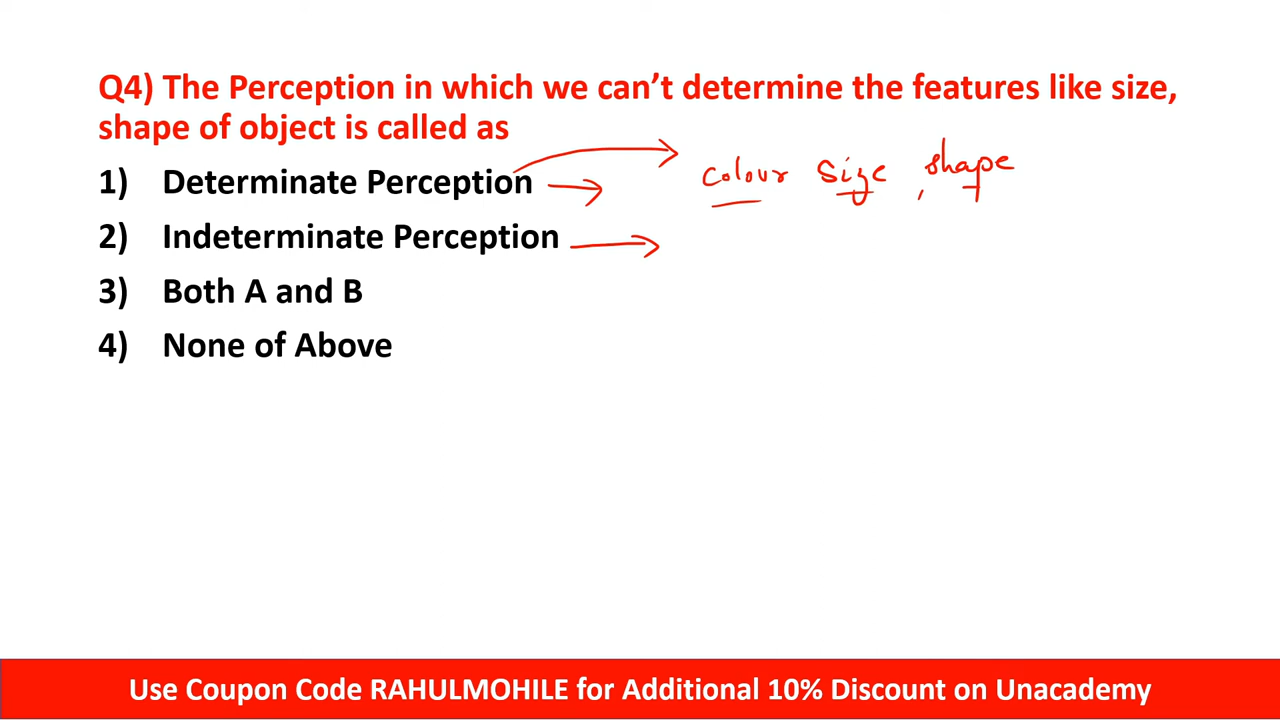 Q4) The Perception in which we can't determine the features like size,
shape of object is called as
1) Determinate Perception
colour size, shape
2) Indeterminate Perception
3) Both A and B
4) None of Above
Use Coupon Code RAHULMOHILE for Additional 10% Discount on Unacademy